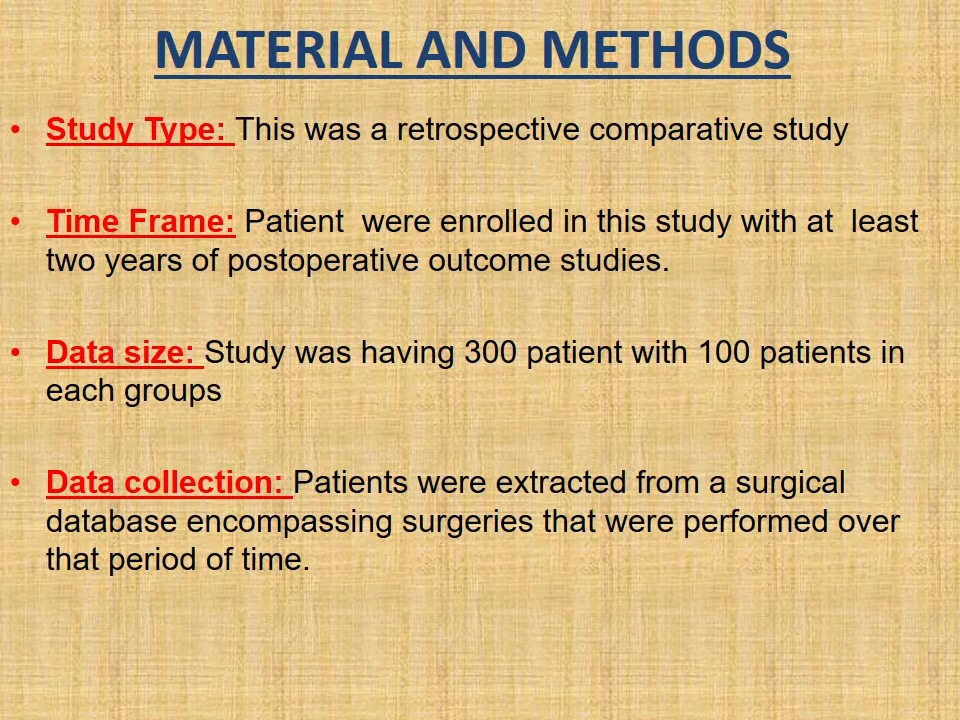 MATERIAL AND METHODS
• Study Type: This was a retrospective comparative study
• Time Frame: Patient  were enrolled in this study with at  least
two years of postoperative outcome studies.
• Data size: Study was having 300 patient with 100 patients in
each groups
• Data collection: Patients were extracted from a surgical
database encompassing surgeries that were performed over
that period of time.